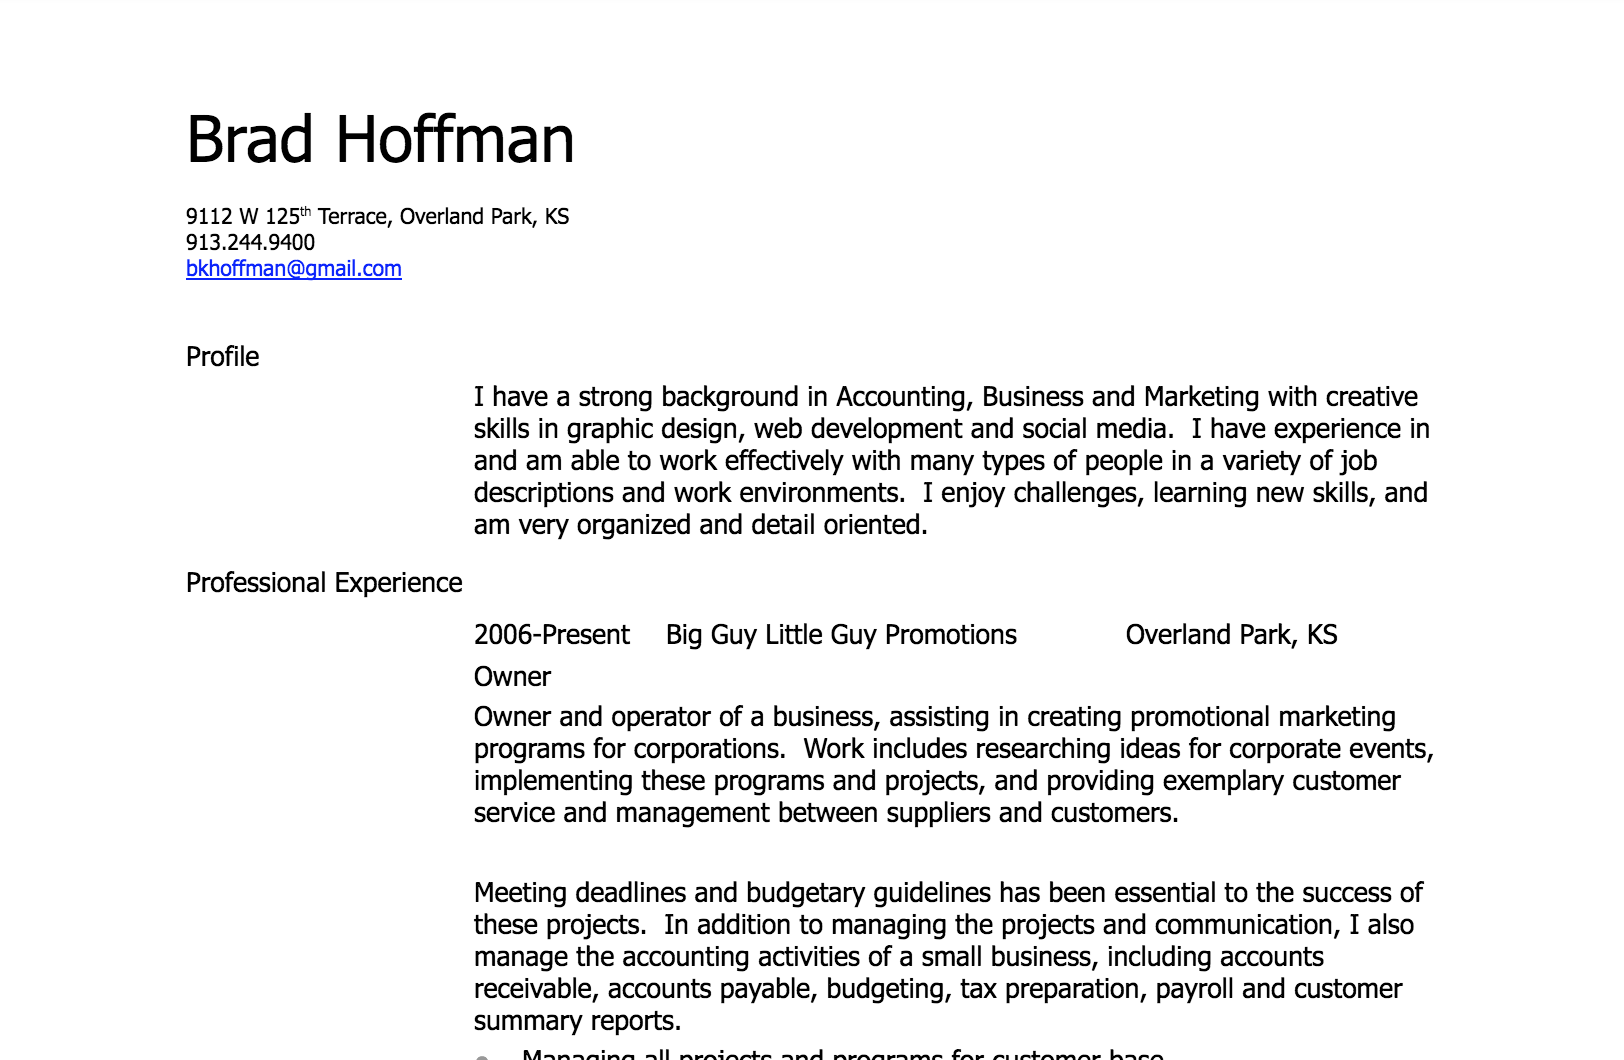 Brad Hoffman
9112 W 125th Terrace, Overland Park, KS
913.244.9400
bkhoffman@gmail.com
Profile
I have a strong background in Accounting, Business and Marketing with creative
skills in graphic design, web development and social media.  I have experience in
and am able to work effectively with many types of people in a variety of job
descriptions and work environments.  I enjoy challenges, learning new skills, and
am very organized and detail oriented.
Professional Experience
2006-Present Big Guy Little Guy Promotions Overland Park, KS
Owner
Owner and operator of a business, assisting in creating promotional marketing
programs for corporations.  Work includes researching ideas for corporate events,
implementing these programs and projects, and providing exemplary customer
service and management between suppliers and customers.
Meeting deadlines and budgetary guidelines has been essential to the success of
these projects.  In addition to managing the projects and communication, I also
manage the accounting activities of a small business, including accounts
receivable, accounts payable, budgeting, tax preparation, payroll and customer
summary reports.
• Managing all projects and programs for customer base